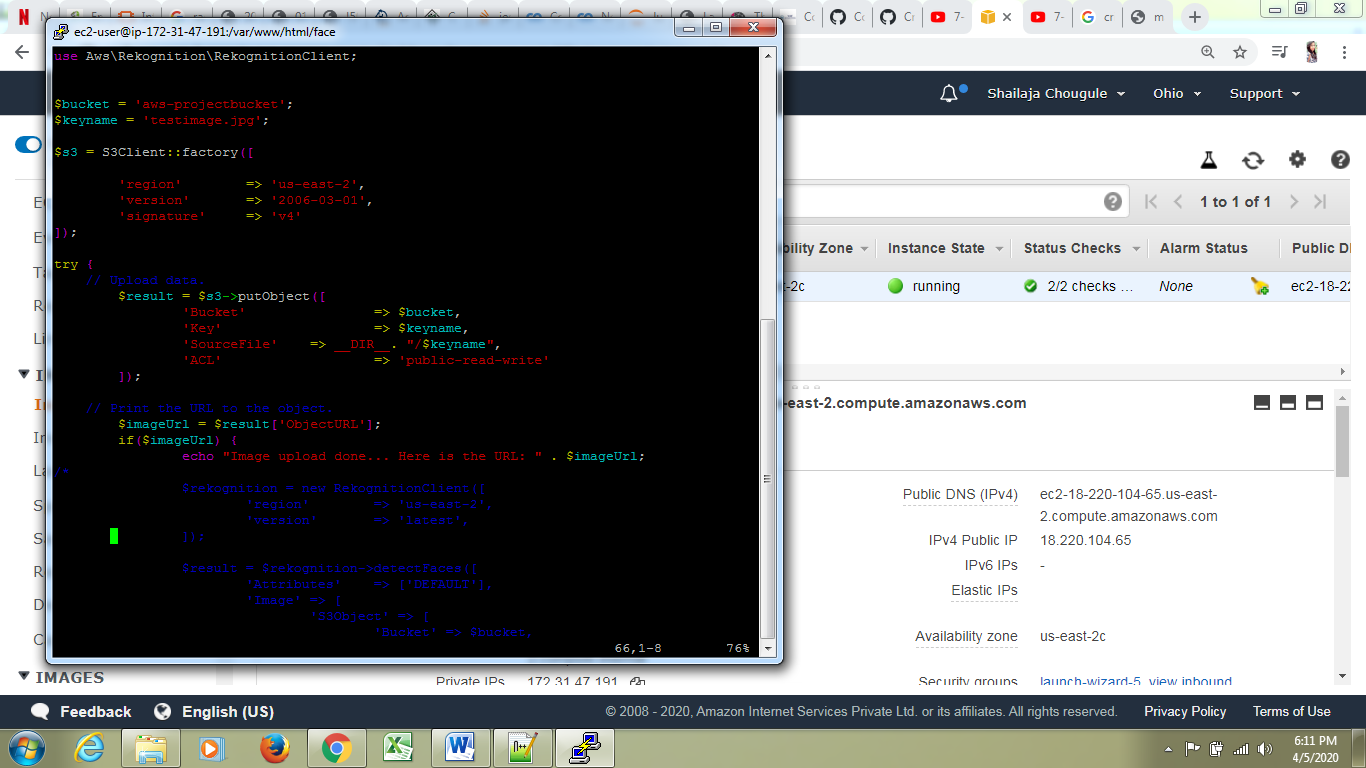 N
7-
7-
cr
m
ec2-user@ip-172-31-47-191:/var/www/html/face
use Aws\Rekognition\RekognitionClient;
$bucket = 'aws-projectbucket';
$keyname = 'testimage.jpg';
$s3 = S3Client::factory([
'region' => 'us-east-2',
'version' => '2006-03-01',
'signature' => 'v4'
]);
try {
// Upload data.
$result = $s3->putObject([
'Bucket' => $bucket,
'Key' => $keyname,
'SourceFile' => __DIR__. "/$keyname",
'ACL' => 'public-read-write'
]);
// Print the URL to the object.
$imageUrl = $result['ObjectURL'];
if($imageUrl) {
echo "Image upload done... Here is the URL: " . $imageUrl;
/*
$rekognition = new RekognitionClient([
'region' => 'us-east-2',
'version' => 'latest',
]);
$result = $rekognition->detectFaces([
'Attributes' => ['DEFAULT'],
'Image' => [
'S3Object' => [
'Bucket' => $bucket,
66,1-8 76%
Shailaja Chougule Ohio Support
1 to 1 of 1
bility Zone Instance State Status Checks Alarm Status Public D
-2c running 2/2 checks ... None ec2-18-22
-east-2.compute.amazonaws.com
Public DNS (IPv4) ec2-18-220-104-65.us-east-
2.compute.amazonaws.com
IPv4 Public IP 18.220.104.65
IPv6 IPs -
Elastic IPs
Availability zone us-east-2c
Security groups launch-wizard-5. view inbound
Private IPs 172.31.47.191
IMAGES
Feedback English (US)
© 2008 - 2020, Amazon Internet Services Private Ltd. or its affiliates. All rights reserved. Privacy Policy Terms of Use
6:11 PM
4/5/2020